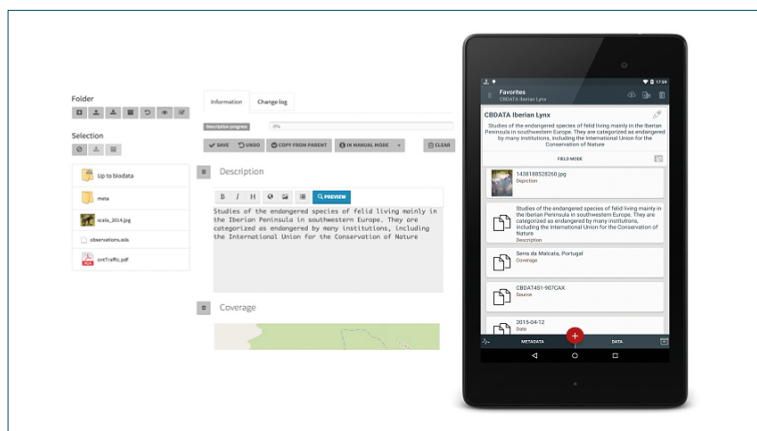 Folder
Selection
Up to biodata
meta
scala_2014.jpg
observations.ods
ontTraffic.pdf
Information
Change log
Description progress
0%
SAVE
UNDO
COPY FROM PARENT
IN MANUAL MODE
CLEAR
Description
B I H
PREVIEW
Studies of the endangered species of felid living mainly in
the Iberian Peninsula in southwestern Europe. They are
categorized as endangered by many institutions, including
the International Union for the Conservation of Nature
Coverage
17:59
Favorites
CBDATA Iberian Lynx
CBDATA Iberian Lynx
Studies of the endangered species of felid living mainly in the Iberian
Peninsula in southwestern Europe. They are categorized as endangered
by many institutions, including the International Union for the
Conservation of Nature
FIELD MODE
1438188528260.jpg
Depiction
Studies of the endangered species of felid living mainly in
the Iberian Peninsula in southwestern Europe. They are
categorized as endangered by many institutions,
including the International Union for the Conservation of
Nature
Description
Serra da Malcata, Portugal
Coverage
CBDAT451-907CAX
Source
2015-04-12
Date
METADATA
DATA